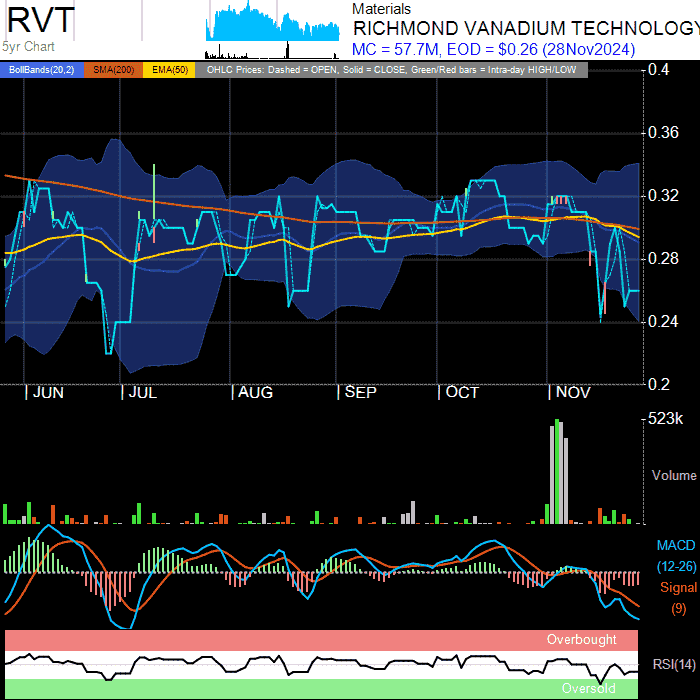 RVT
5yr Chart
Materials
RICHMOND VANADIUM TECHNOLOGY
MC = 57.7M, EOD = $0.26 (28Nov2024)
BollBands(20,2) SMA(200) EMA(50) OHLC Prices: Dashed = OPEN, Solid = CLOSE, Green/Red bars = Intra-day HIGH/LOW
0.4
0.36
0.32
0.28
0.24
0.2
JUN JUL AUG SEP OCT NOV
523k
Volume
MACD
(12-26)
Signal
(9)
Overbought
RSI(14)
Oversold